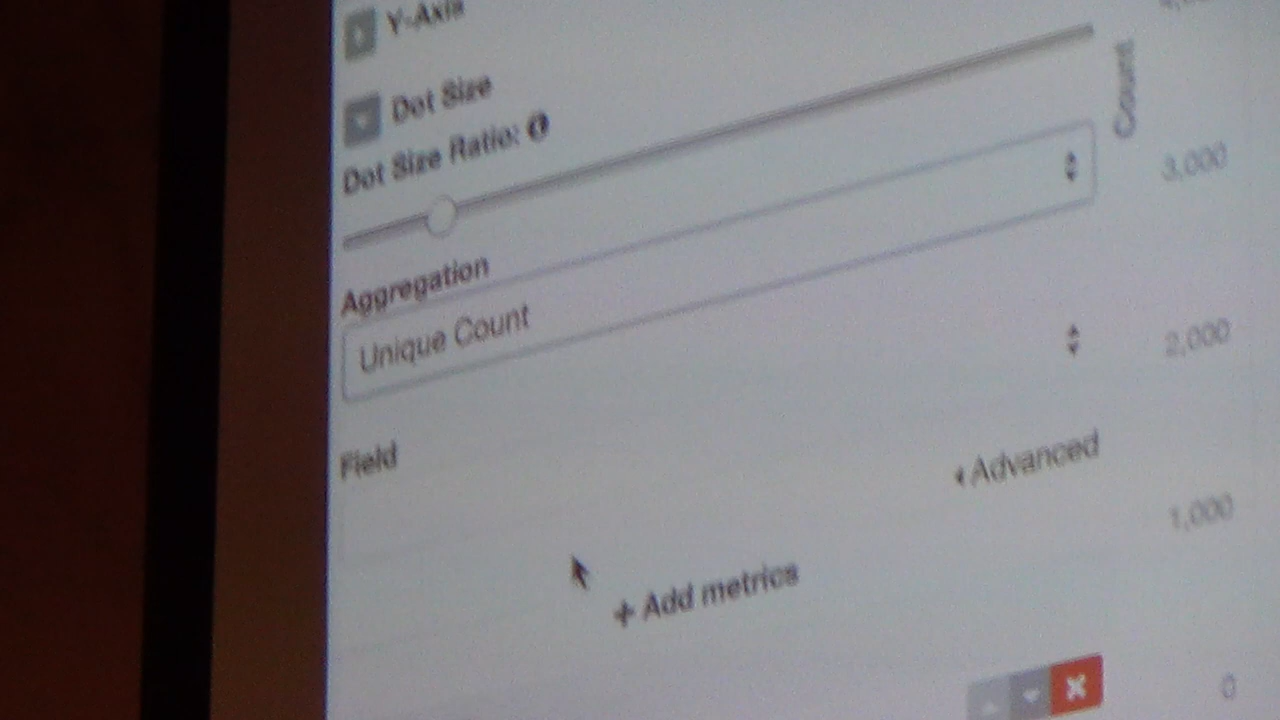 Y-Axis
Dot Size
Dot Size Ratio:
Aggregation
Unique Count
Field
Advanced
+ Add metrics
Count
3,000
2,000
1,000
0